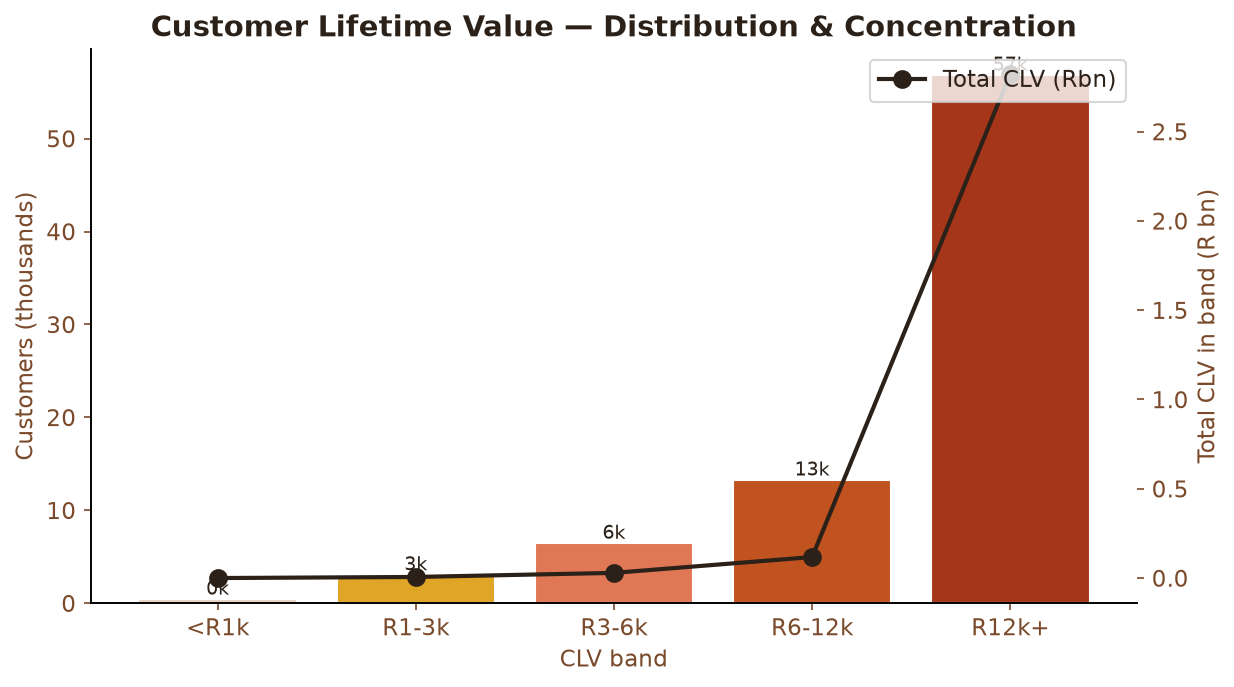 Customer Lifetime Value — Distribution & Concentration
Total CLV (Rbn)
57k
50
40
30
20
10
0
Customers (thousands)
2.5
2.0
1.5
1.0
0.5
0.0
Total CLV in band (R bn)
0k
3k
6k
13k
<R1k
R1-3k
R3-6k
R6-12k
R12k+
CLV band